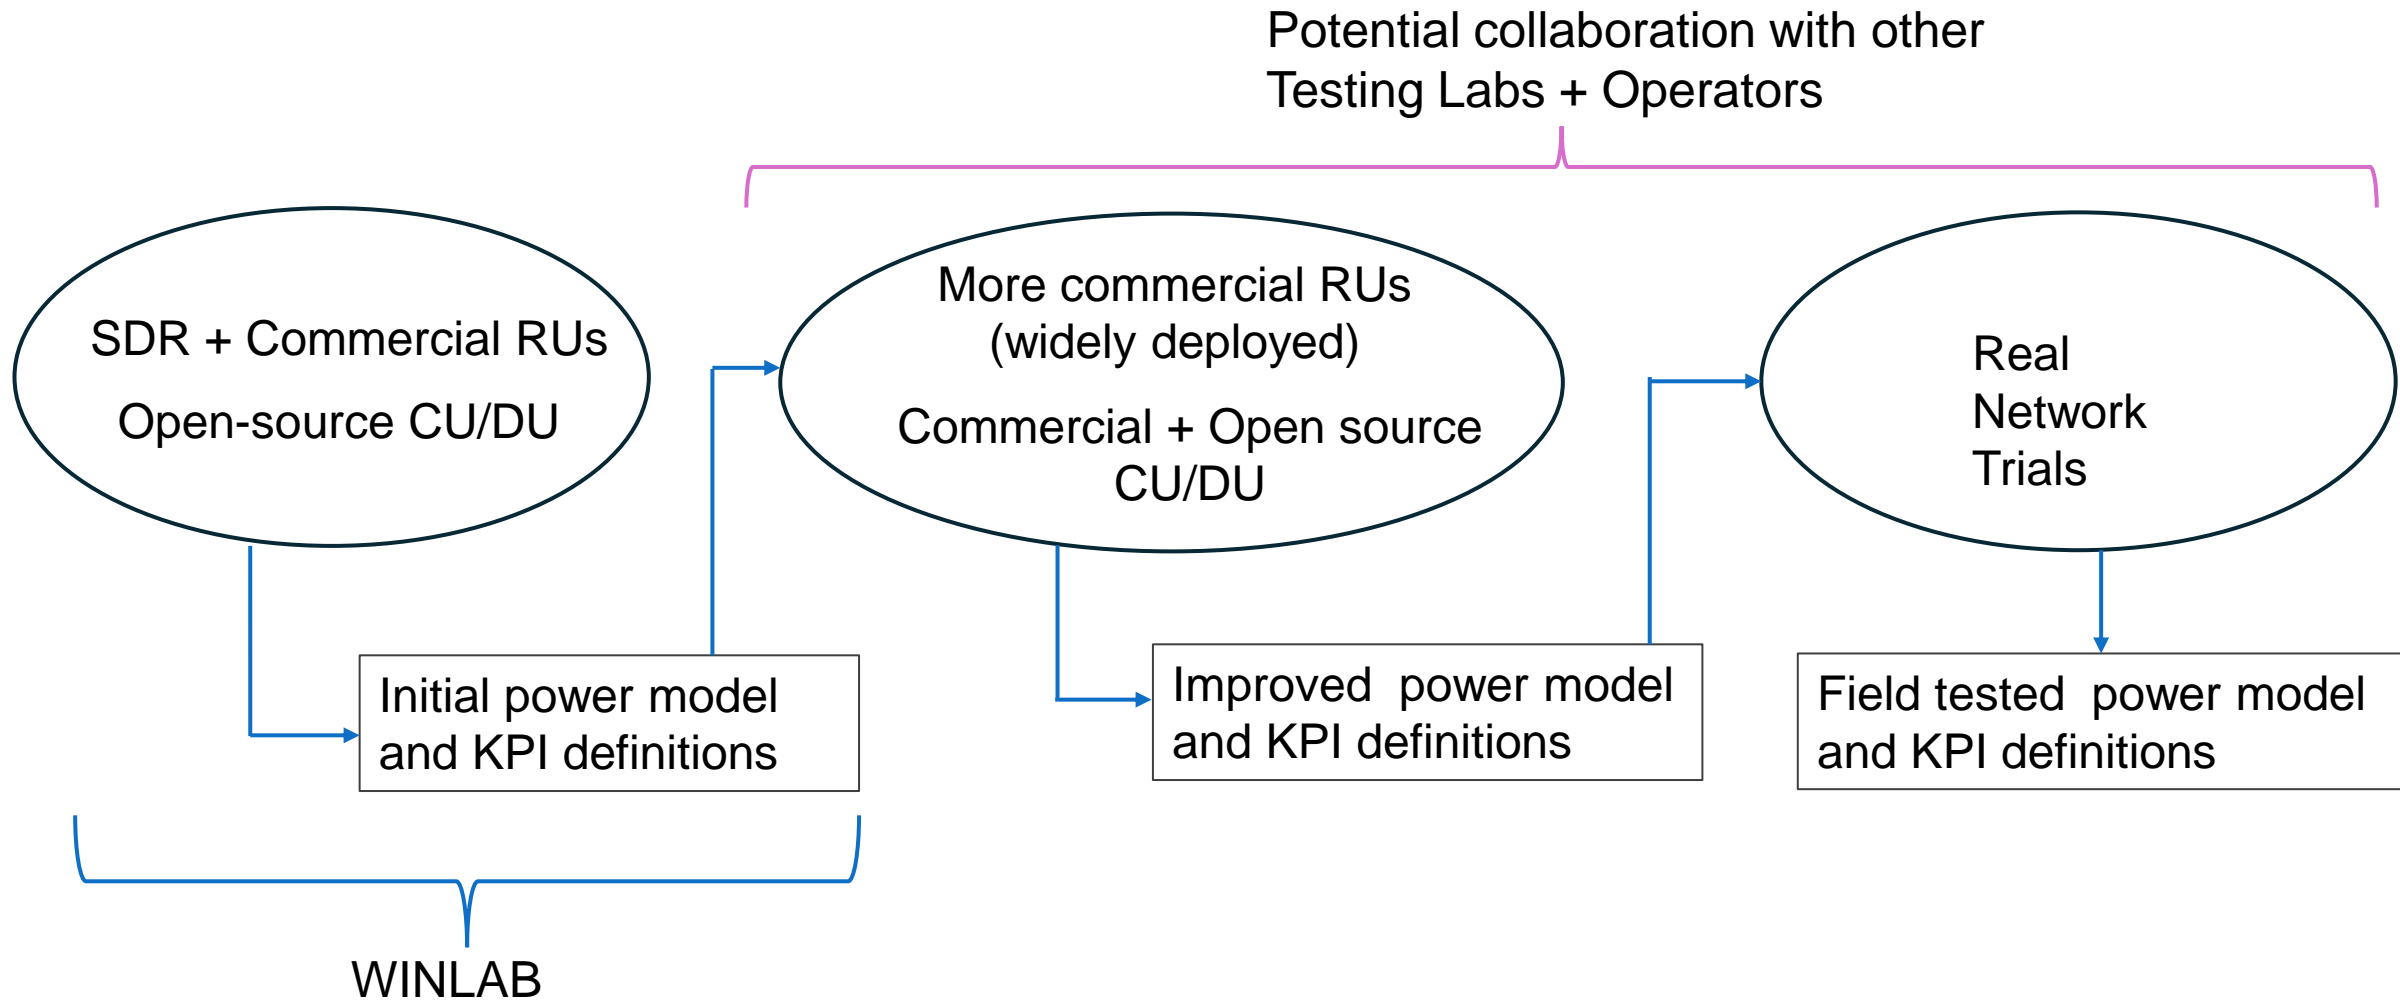 Potential collaboration with other
Testing Labs + Operators
SDR + Commercial RUs
Open-source CU/DU
More commercial RUs
(widely deployed)
Commercial + Open source
CU/DU
Real
Network
Trials
Initial power model
and KPI definitions
Improved  power model
and KPI definitions
Field tested  power model
and KPI definitions
WINLAB